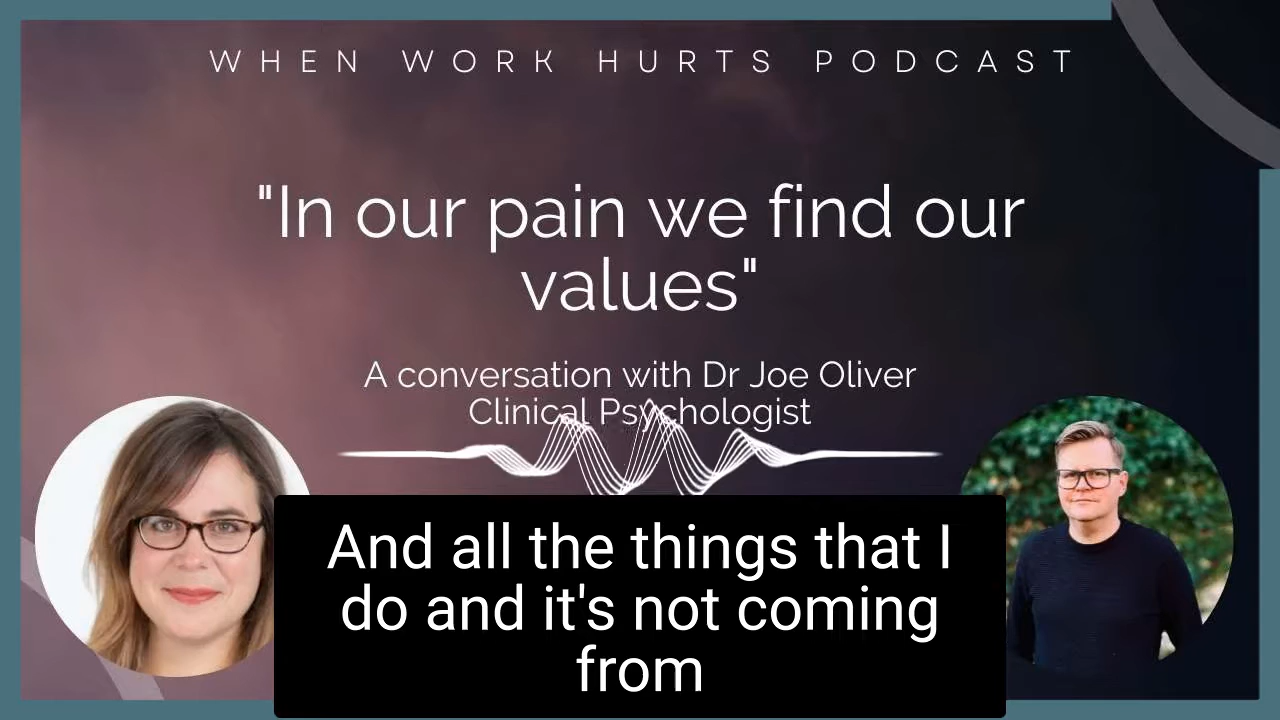 WHEN WORK HURTS PODCAST
"In our pain we find our
values"
A conversation with Dr Joe Oliver
Clinical Psychologist
And all the things that I
do and it's not coming
from